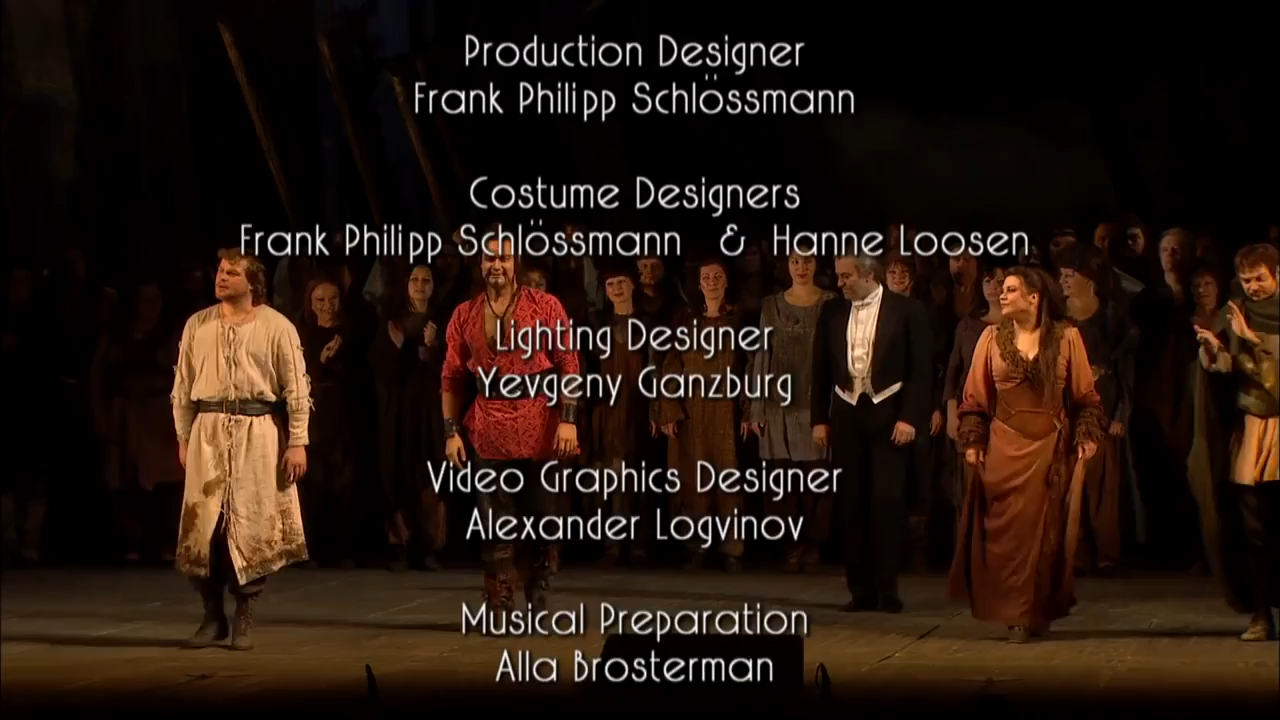 Production Designer
Frank Philipp Schlössmann
Costume Designers
Frank Philipp Schlössmann & Hanne Loosen
Lighting Designer
Yevgeny Ganzburg
Video Graphics Designer
Alexander Logvinov
Musical Preparation
Alla Brosterman